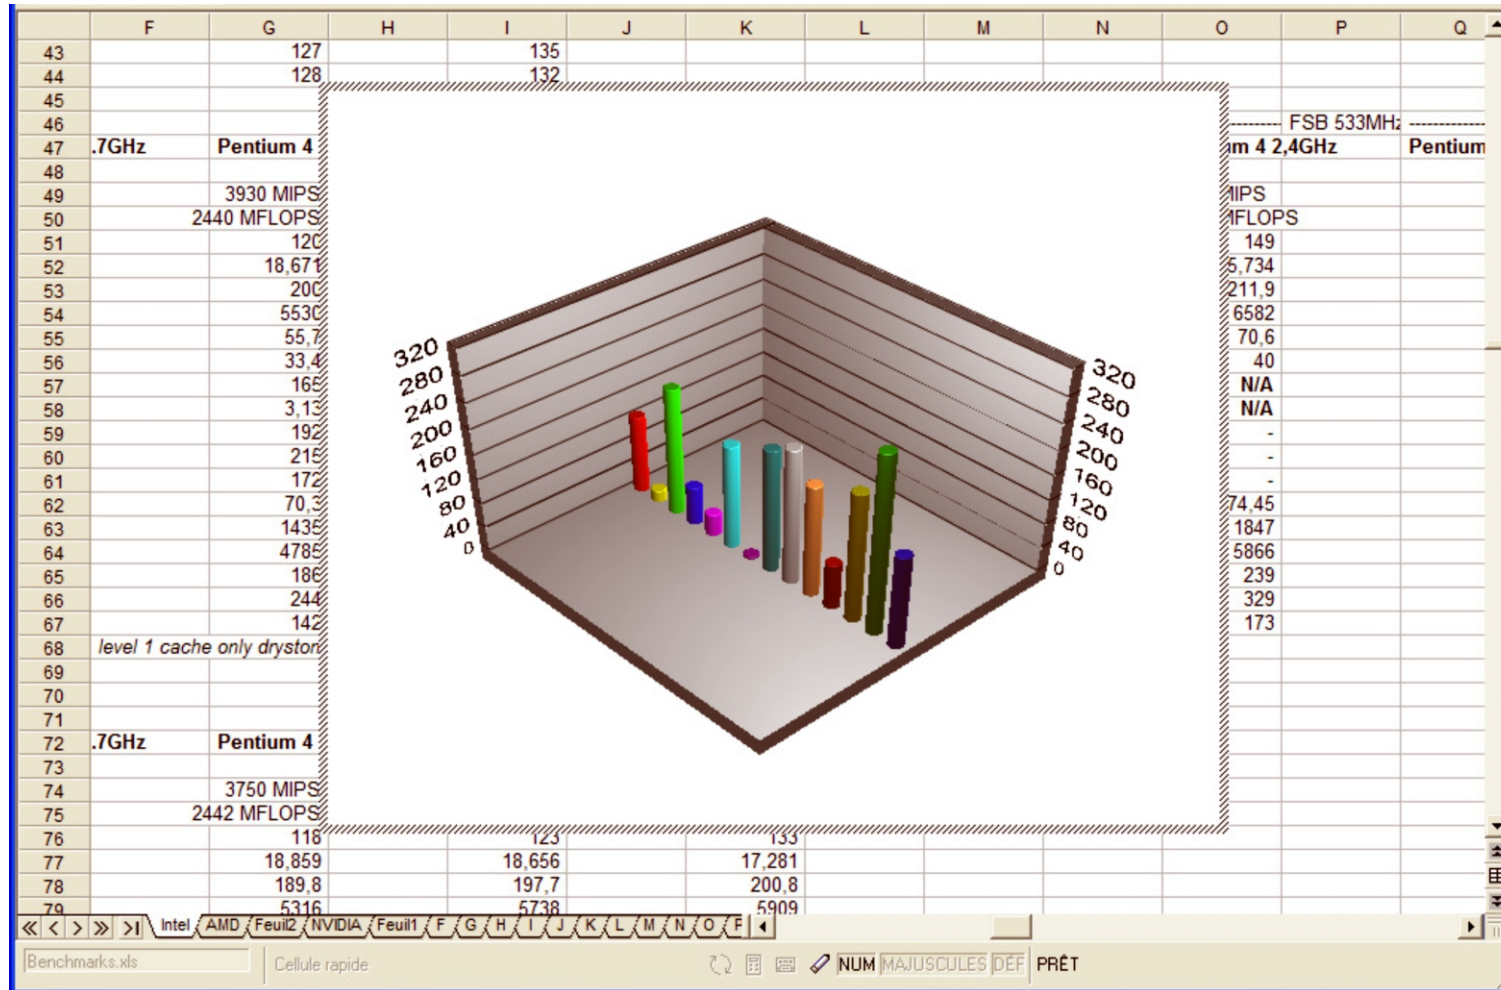 F G H I J K L M N O P Q
43 127 135
44 128 132
45
46 FSB 533MHz
47 .7GHz Pentium 4 um 4 2,4GHz Pentium
48
49 3930 MIPS MIPS
50 2440 MFLOPS MFLOPS
51 120 149
52 18,671 5,734
53 200 211,9
54 5530 6582
55 55,7 70,6
56 33,4 40
57 165 N/A
58 3,13 N/A
59 192 -
60 215 -
61 172 -
62 70,3 74,45
63 1435 1847
64 4785 5866
65 186 239
66 244 329
67 142 173
68 level 1 cache only dryston
69
70
71
72 .7GHz Pentium 4
73
74 3750 MIPS
75 2442 MFLOPS
76 118 123 133
77 18,859 18,656 17,281
78 189,8 197,7 200,8
79 5316 5738 5909
320 320
280 280
240 240
200 200
160 160
120 120
80 80
40 40
0 0
Intel AMD Feuil2 NVIDIA Feuil1 F G H I J K L M N O P
Benchmarks.xls Cellule rapide NUM MAJUSCULES DÉF PRÊT